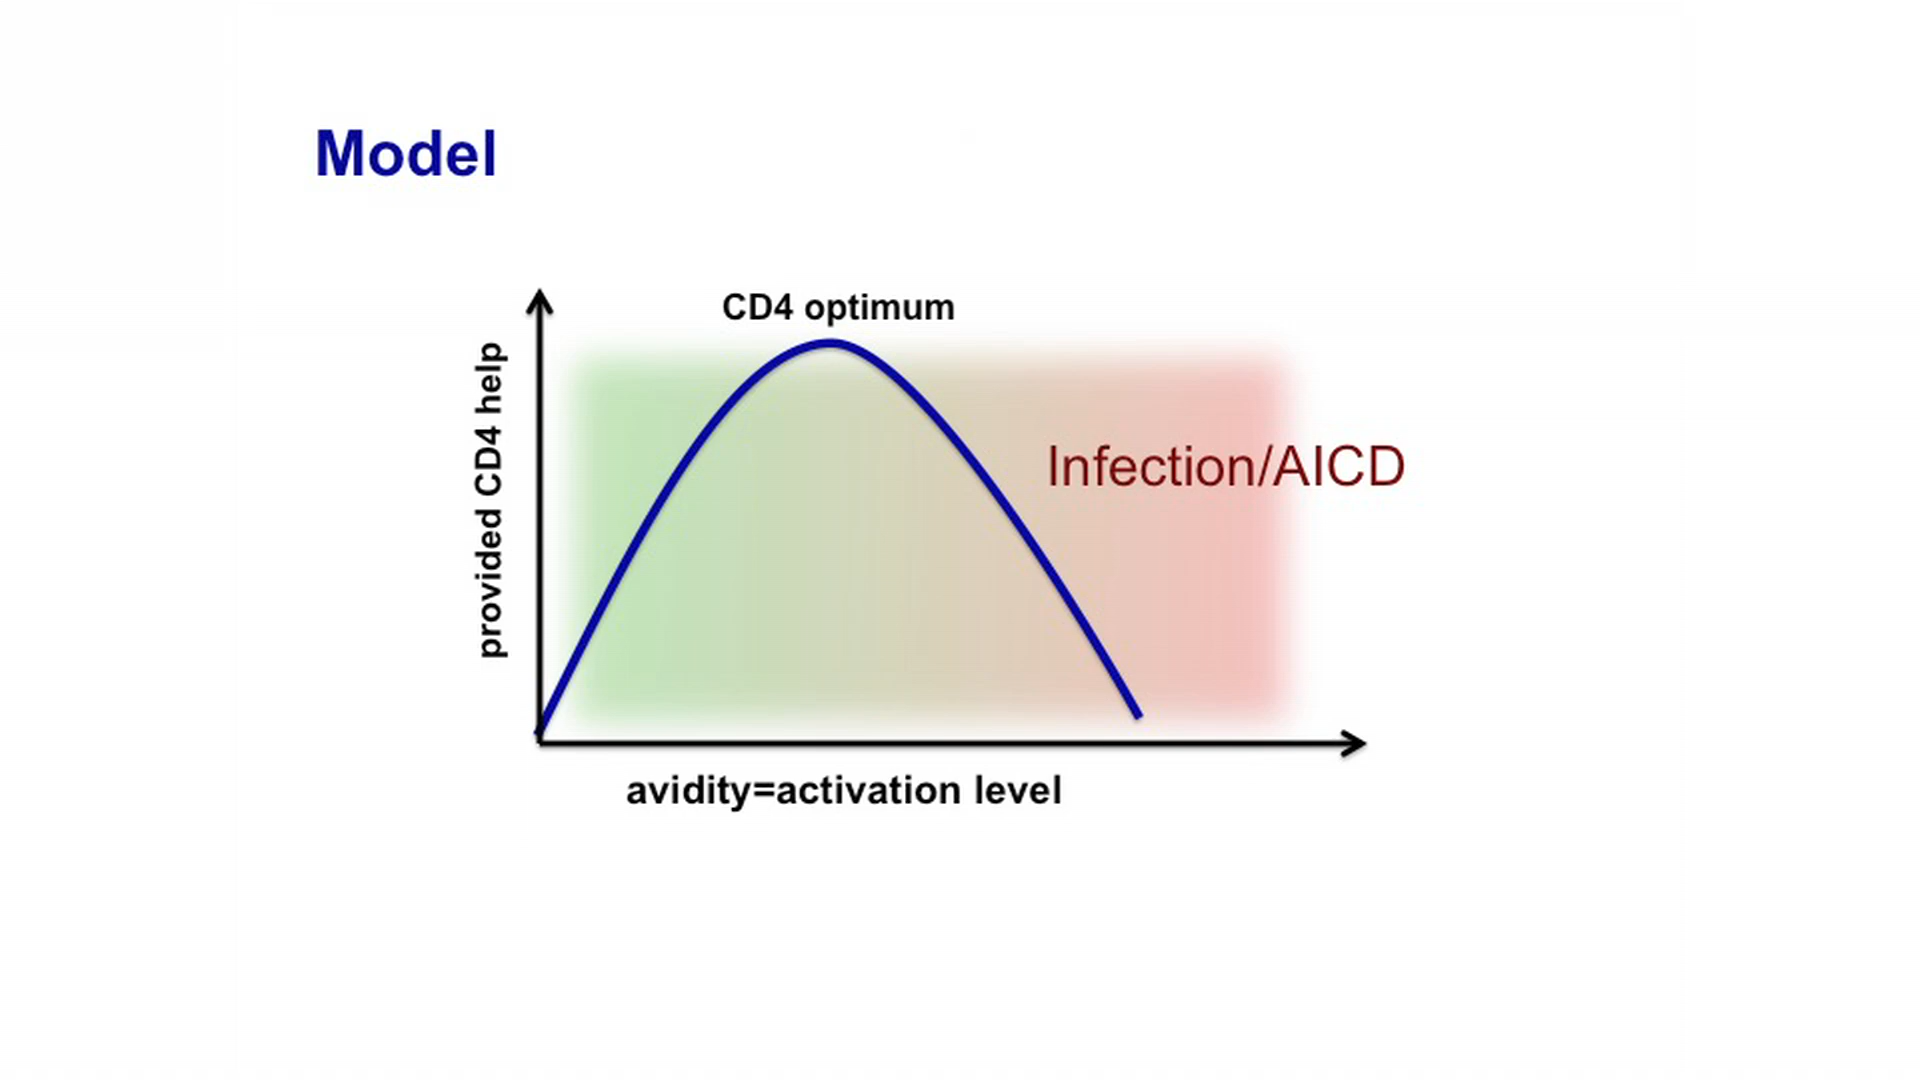 Model
CD4 optimum
provided CD4 help
Infection/AICD
avidity=activation level